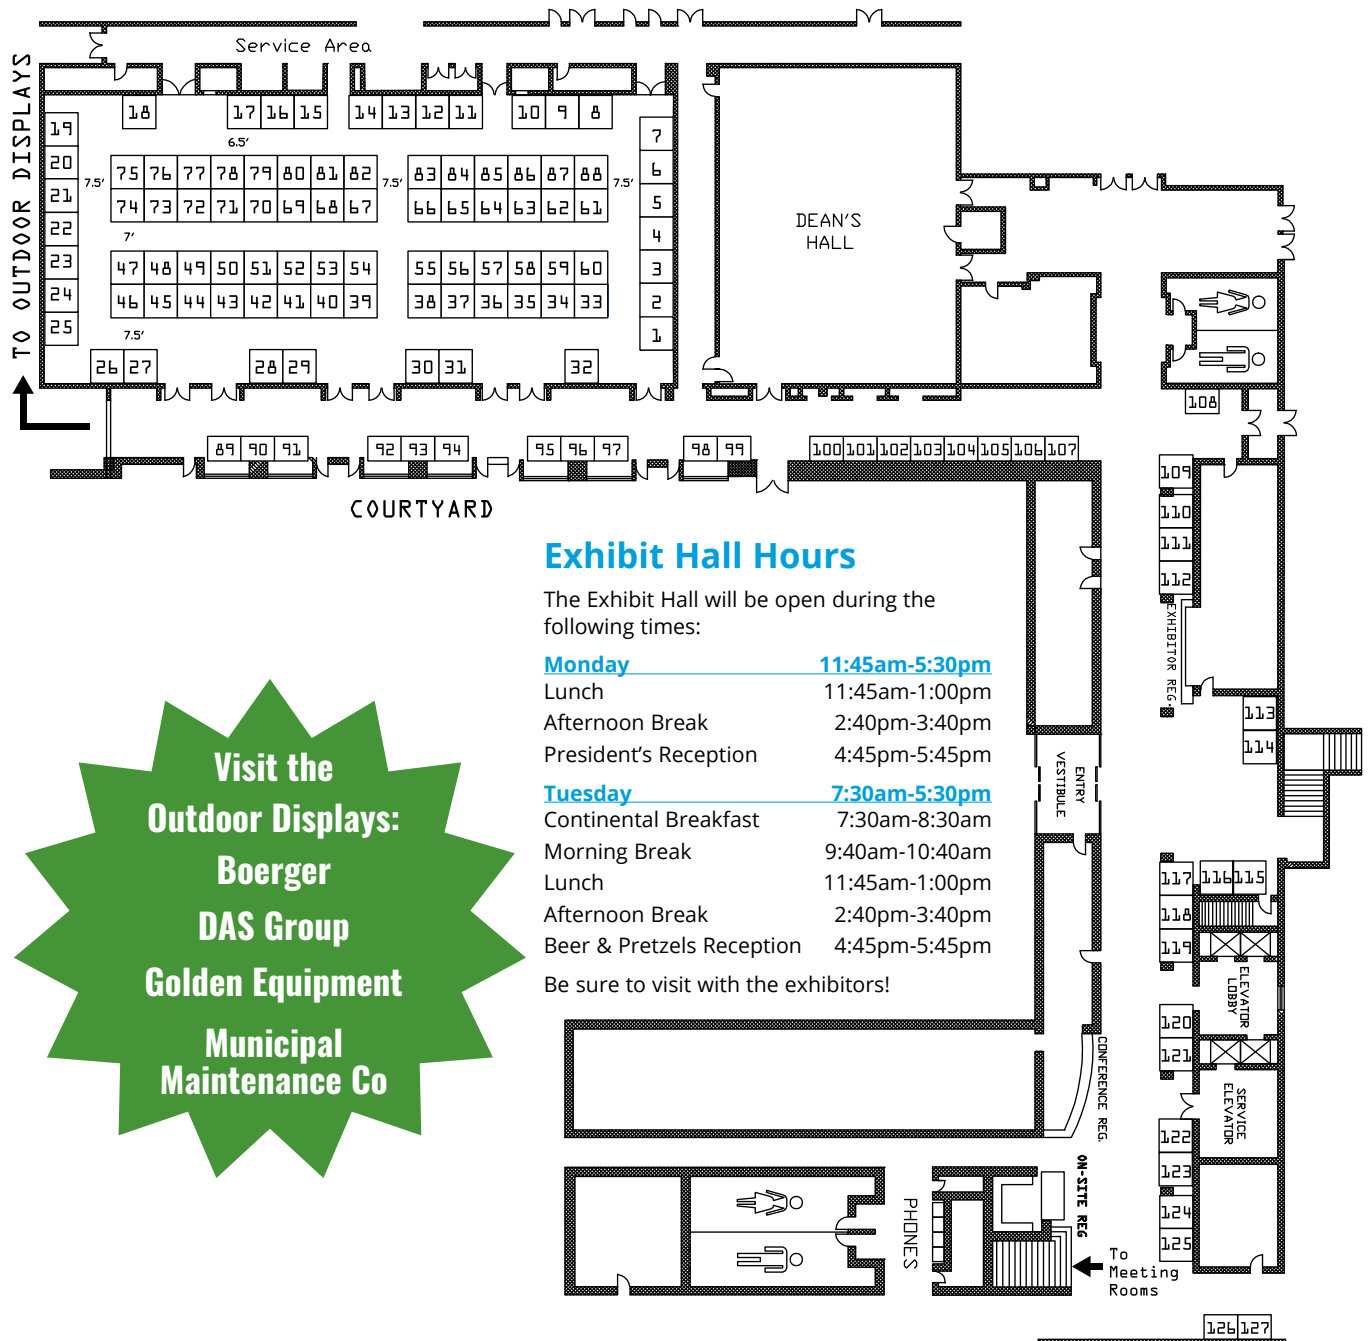 Service Area
TO OUTDOOR DISPLAYS
18
17 16 15
14 13 12 11
10 9 8
19
20
21
22
23
24
25
7
6
5
4
3
2
1
6.5'
7.5'
7.5'
7.5'
75 76 77 78 79 80 81 82
83 84 85 86 87 88
74 73 72 71 70 69 68 67
66 65 64 63 62 61
7'
47 48 49 50 51 52 53 54
55 56 57 58 59 60
46 45 44 43 42 41 40 39
38 37 36 35 34 33
7.5'
26 27
28 29
30 31
32
DEAN'S
HALL
89 90 91
92 93 94
95 96 97
98 99
100 101 102 103 104 105 106 107
108
COURTYARD
109
110
111
112
EXHIBITOR REG.
113
114
ENTRY
VESTIBULE
117
116 115
118
119
ELEVATOR
LOBBY
120
121
SERVICE
ELEVATOR
122
123
124
125
CONFERENCE REG.
ON-SITE REG
PHONES
To
Meeting
Rooms
126 127
Exhibit Hall Hours
The Exhibit Hall will be open during the
following times:
Monday 11:45am-5:30pm
Lunch 11:45am-1:00pm
Afternoon Break 2:40pm-3:40pm
President’s Reception 4:45pm-5:45pm
Tuesday 7:30am-5:30pm
Continental Breakfast 7:30am-8:30am
Morning Break 9:40am-10:40am
Lunch 11:45am-1:00pm
Afternoon Break 2:40pm-3:40pm
Beer & Pretzels Reception 4:45pm-5:45pm
Be sure to visit with the exhibitors!
Visit the
Outdoor Displays:
Boerger
DAS Group
Golden Equipment
Municipal
Maintenance Co